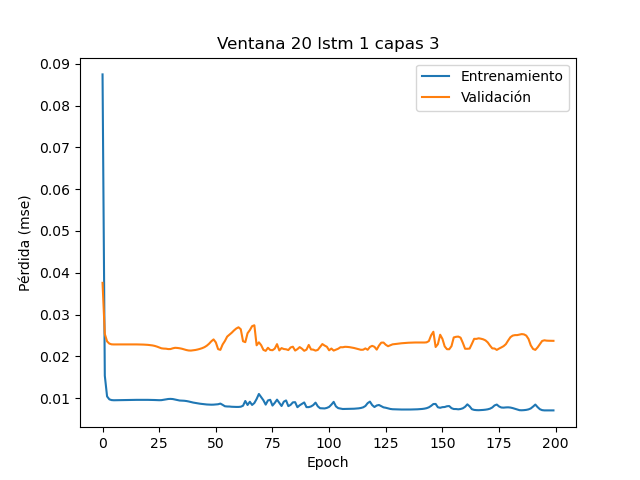 Ventana 20 lstm 1 capas 3
Entrenamiento
Validación
Pérdida (mse)
0.09
0.08
0.07
0.06
0.05
0.04
0.03
0.02
0.01
0 25 50 75 100 125 150 175 200
Epoch